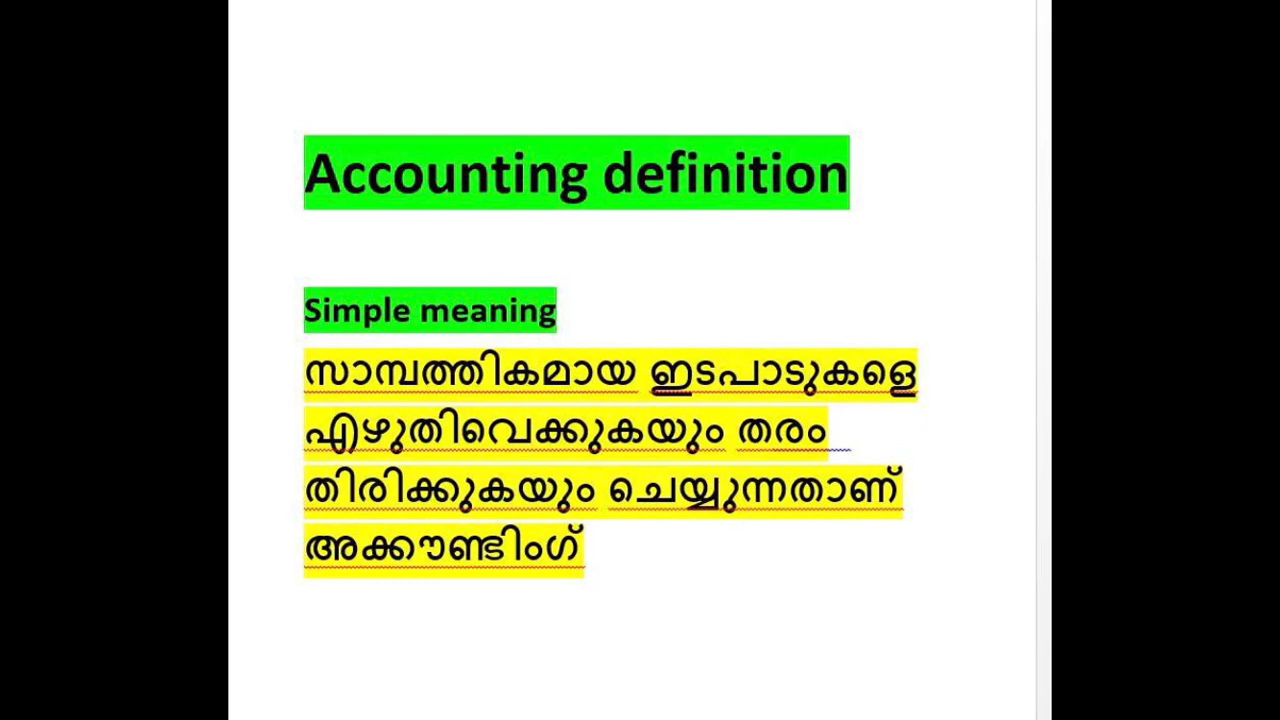 Accounting definition
Simple meaning
സാമ്പത്തികമായ ഇടപാടുകളെ
എഴുതിവെക്കുകയും തരം
തിരിക്കുകയും ചെയ്യുന്നതാണ്
അക്കൗണ്ടിംഗ്